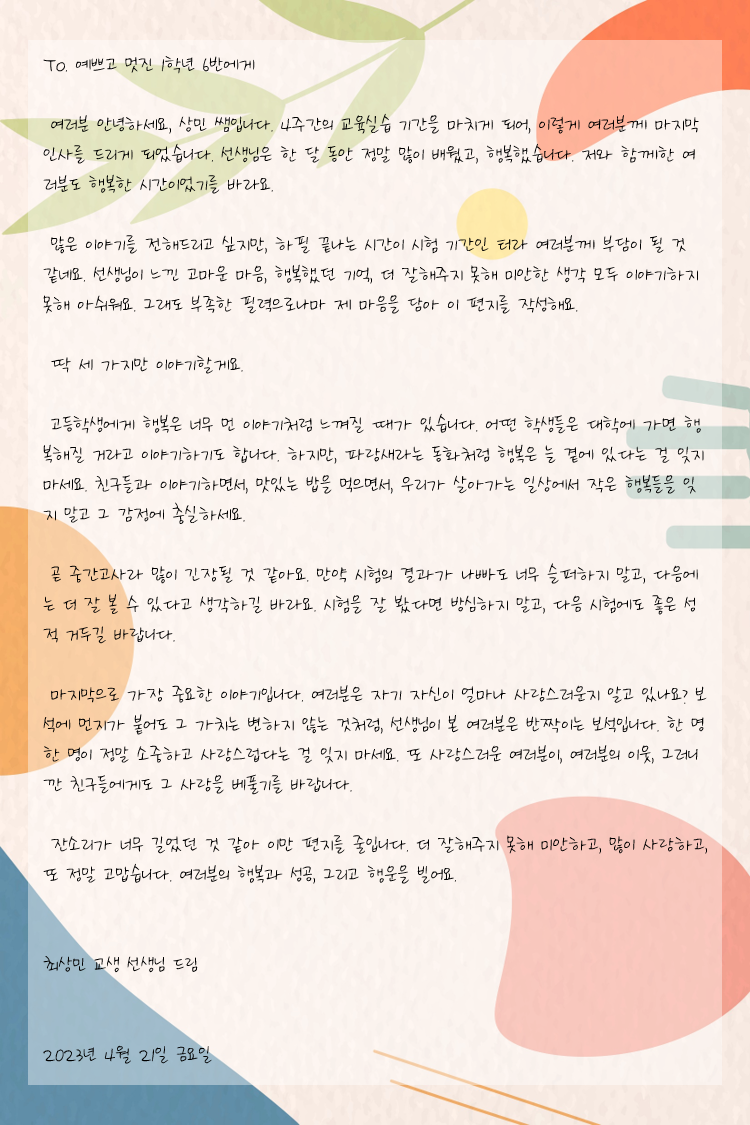 To. 예쁘고 멋진 1학년 6반에게
여러분 안녕하세요, 상민 쌤입니다. 4주간의 교육실습 기간을 마치게 되어, 이렇게 여러분께 마지막
인사를 드리게 되었습니다. 선생님은 한 달 동안 정말 많이 배웠고, 행복했습니다. 저와 함께한 여
러분도 행복한 시간이었기를 바라요.
많은 이야기를 전해드리고 싶지만, 하필 끝나는 시간이 시험 기간인 터라 여러분께 부담이 될 것
같네요. 선생님이 느낀 고마운 마음, 행복했던 기억, 더 잘해주지 못해 미안한 생각 모두 이야기하지
못해 아쉬워요. 그래도 부족한 필력으로나마 제 마음을 담아 이 편지를 작성해요.
딱 세 가지만 이야기할게요.
고등학생에게 행복은 너무 먼 이야기처럼 느껴질 때가 있습니다. 어떤 학생들은 대학에 가면 행
복해질 거라고 이야기하기도 합니다. 하지만, 파랑새라는 동화처럼 행복은 늘 곁에 있다는 걸 잊지
마세요. 친구들과 이야기하면서, 맛있는 밥을 먹으면서, 우리가 살아가는 일상에서 작은 행복들을 잊
지 말고 그 감정에 충실하세요.
곧 중간고사라 많이 긴장될 것 같아요. 만약 시험의 결과가 나빠도 너무 슬퍼하지 말고, 다음에
는 더 잘 볼 수 있다고 생각하길 바라요. 시험을 잘 봤다면 방심하지 말고, 다음 시험에도 좋은 성
적 거두길 바랍니다.
마지막으로 가장 중요한 이야기입니다. 여러분은 자기 자신이 얼마나 사랑스러운지 알고 있나요? 보
석에 먼지가 붙어도 그 가치는 변하지 않는 것처럼, 선생님이 본 여러분은 반짝이는 보석입니다. 한 명
한 명이 정말 소중하고 사랑스럽다는 걸 잊지 마세요. 또 사랑스러운 여러분이, 여러분의 이웃, 그러니
깐 친구들에게도 그 사랑을 베풀기를 바랍니다.
잔소리가 너무 길었던 것 같아 이만 편지를 줄입니다. 더 잘해주지 못해 미안하고, 많이 사랑하고,
또 정말 고맙습니다. 여러분의 행복과 성공, 그리고 행운을 빌어요.
최상민 교생 선생님 드림
2023년 4월 21일 금요일